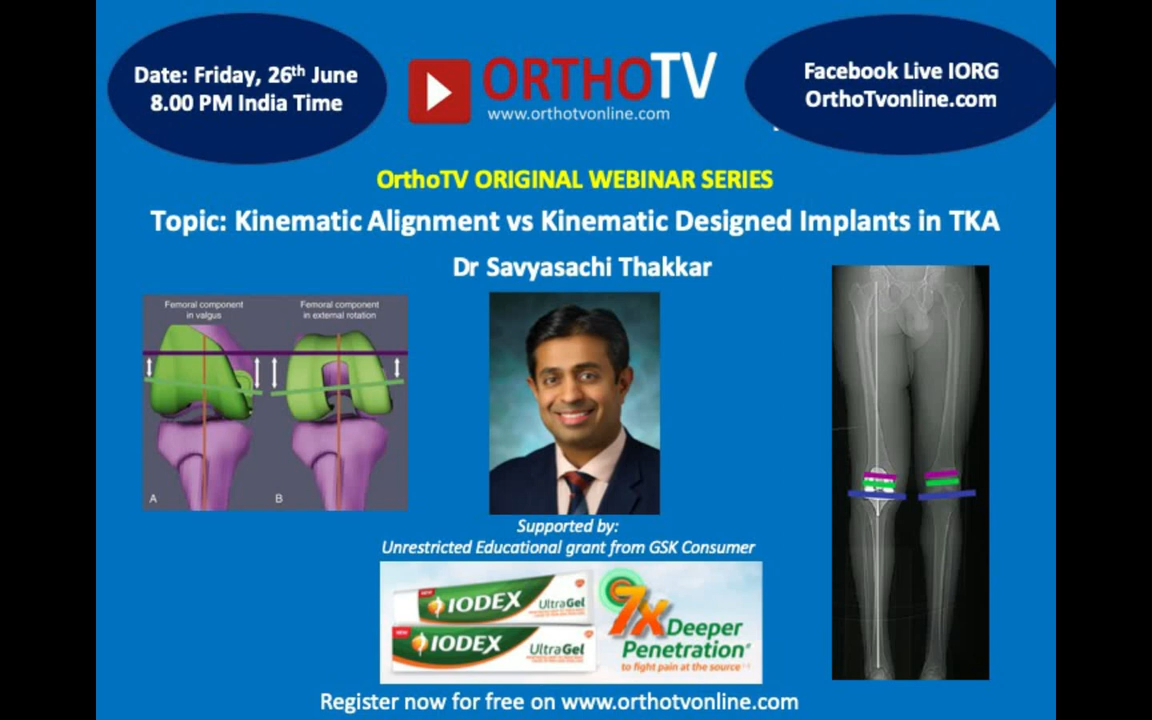 Date: Friday, 26th June
8.00 PM India Time
ORTHOTV
www.orthotvonline.com
Facebook Live IORG
OrthoTvonline.com
OrthoTV ORIGINAL WEBINAR SERIES
Topic: Kinematic Alignment vs Kinematic Designed Implants in TKA
Dr Savyasachi Thakkar
Femoral component
in valgus
Femoral component
in external rotation
A
B
Supported by:
Unrestricted Educational grant from GSK Consumer
NEW
IODEX UltraGel
NEW
IODEX UltraGel
7X Deeper
Penetration*
to fight pain at the source
Register now for free on www.orthotvonline.com